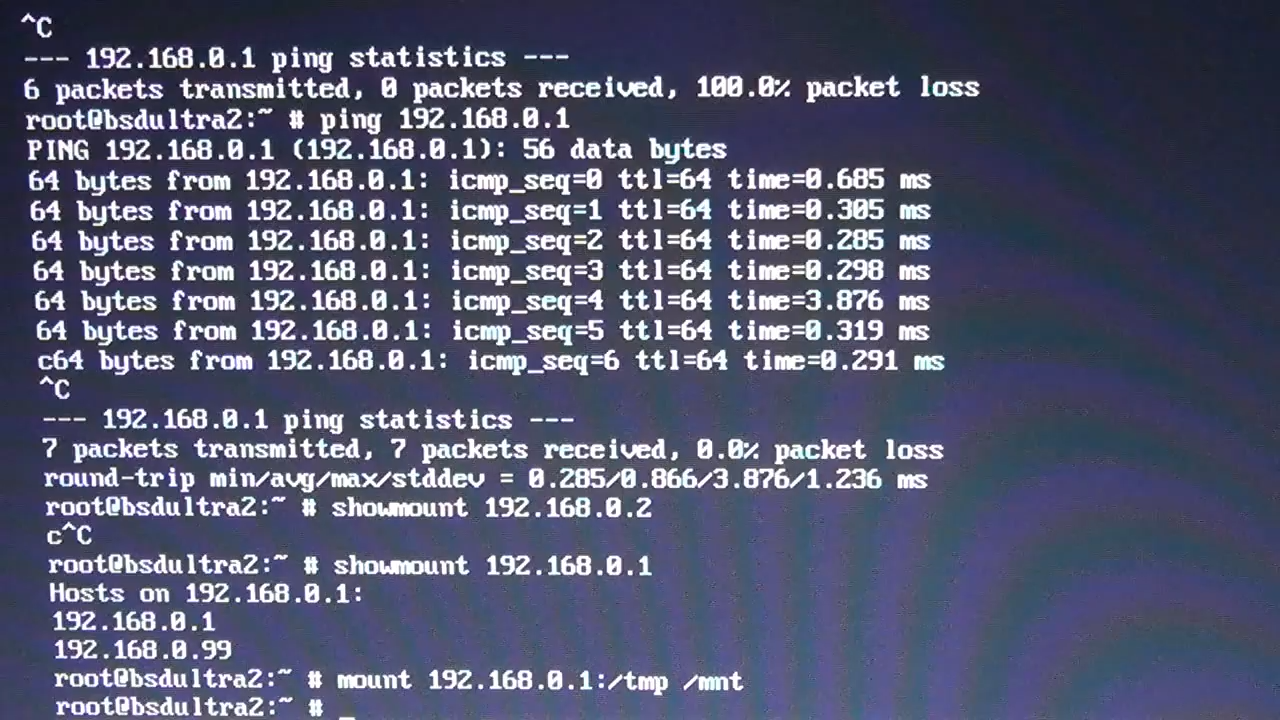 ^C
--- 192.168.0.1 ping statistics ---
6 packets transmitted, 0 packets received, 100.0% packet loss
root@bsdultra2:~ # ping 192.168.0.1
PING 192.168.0.1 (192.168.0.1): 56 data bytes
64 bytes from 192.168.0.1: icmp_seq=0 ttl=64 time=0.685 ms
64 bytes from 192.168.0.1: icmp_seq=1 ttl=64 time=0.305 ms
64 bytes from 192.168.0.1: icmp_seq=2 ttl=64 time=0.285 ms
64 bytes from 192.168.0.1: icmp_seq=3 ttl=64 time=0.298 ms
64 bytes from 192.168.0.1: icmp_seq=4 ttl=64 time=3.876 ms
64 bytes from 192.168.0.1: icmp_seq=5 ttl=64 time=0.319 ms
c64 bytes from 192.168.0.1: icmp_seq=6 ttl=64 time=0.291 ms
^C
--- 192.168.0.1 ping statistics ---
7 packets transmitted, 7 packets received, 0.0% packet loss
round-trip min/avg/max/stddev = 0.285/0.866/3.876/1.236 ms
root@bsdultra2:~ # showmount 192.168.0.2
c^C
root@bsdultra2:~ # showmount 192.168.0.1
Hosts on 192.168.0.1:
192.168.0.1
192.168.0.99
root@bsdultra2:~ # mount 192.168.0.1:/tmp /mnt
root@bsdultra2:~ # _